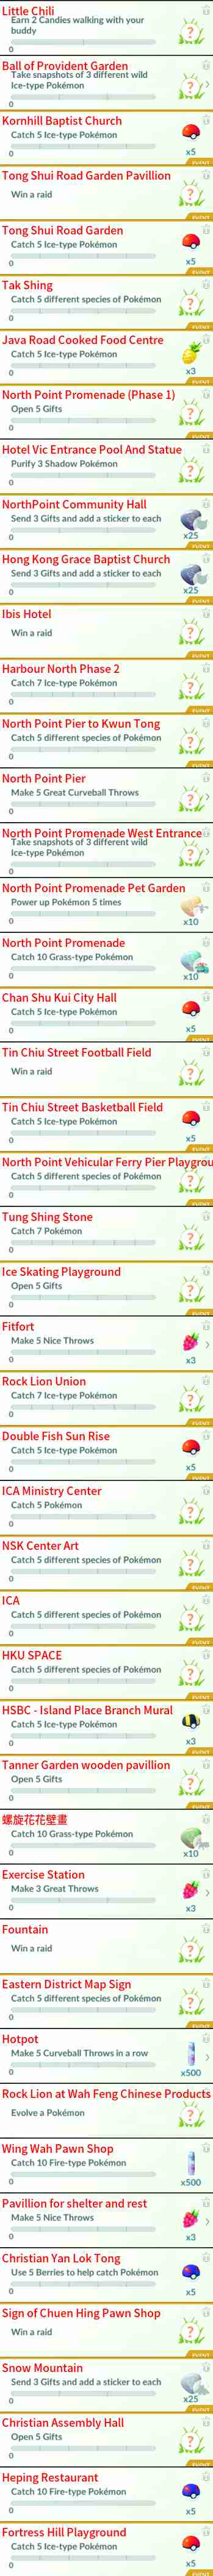 Little Chili
Earn 2 Candies walking with your
buddy
0
Ball of Provident Garden
Take snapshots of 3 different wild
Ice-type Pokémon
0
Kornhill Baptist Church
Catch 5 Ice-type Pokémon
0
x5
EVENT
Tong Shui Road Garden Pavillion
Win a raid
EVENT
Tong Shui Road Garden
Catch 5 Ice-type Pokémon
0
x5
EVENT
Tak Shing
Catch 5 different species of Pokémon
0
EVENT
Java Road Cooked Food Centre
Catch 5 Ice-type Pokémon
0
x3
EVENT
North Point Promenade (Phase 1)
Open 5 Gifts
0
EVENT
Hotel Vic Entrance Pool And Statue
Purify 3 Shadow Pokémon
0
EVENT
NorthPoint Community Hall
Send 3 Gifts and add a sticker to each
0
x25
EVENT
Hong Kong Grace Baptist Church
Send 3 Gifts and add a sticker to each
0
x25
EVENT
Ibis Hotel
Win a raid
EVENT
Harbour North Phase 2
Catch 7 Ice-type Pokémon
0
EVENT
North Point Pier to Kwun Tong
Catch 5 different species of Pokémon
0
EVENT
North Point Pier
Make 5 Great Curveball Throws
0
North Point Promenade West Entrance
Take snapshots of 3 different wild
Ice-type Pokémon
0
EVENT
North Point Promenade Pet Garden
Power up Pokémon 5 times
0
x10
North Point Promenade
Catch 10 Grass-type Pokémon
0
x10
Chan Shu Kui City Hall
Catch 5 Ice-type Pokémon
0
x5
EVENT
Tin Chiu Street Football Field
Win a raid
Tin Chiu Street Basketball Field
Catch 5 Ice-type Pokémon
0
x5
EVENT
North Point Vehicular Ferry Pier Playgrou
Catch 5 different species of Pokémon
0
EVENT
Tung Shing Stone
Catch 7 Pokémon
0
Ice Skating Playground
Open 5 Gifts
0
EVENT
Fitfort
Make 5 Nice Throws
0
x3
Rock Lion Union
Catch 7 Ice-type Pokémon
0
EVENT
Double Fish Sun Rise
Catch 5 Ice-type Pokémon
0
x5
EVENT
ICA Ministry Center
Catch 5 Pokémon
0
NSK Center Art
Catch 5 different species of Pokémon
0
EVENT
ICA
Catch 5 different species of Pokémon
0
EVENT
HKU SPACE
Catch 5 different species of Pokémon
0
EVENT
HSBC - Island Place Branch Mural
Catch 5 Ice-type Pokémon
0
x3
EVENT
Tanner Garden wooden pavillion
Open 5 Gifts
0
EVENT
螺旋花花壁畫
Catch 10 Grass-type Pokémon
0
x10
Exercise Station
Make 3 Great Throws
0
x3
Fountain
Win a raid
EVENT
Eastern District Map Sign
Catch 5 different species of Pokémon
0
EVENT
Hotpot
Make 5 Curveball Throws in a row
0
x500
Rock Lion at Wah Feng Chinese Products
Evolve a Pokémon
Wing Wah Pawn Shop
Catch 10 Fire-type Pokémon
0
x500
Pavillion for shelter and rest
Make 5 Nice Throws
0
x3
Christian Yan Lok Tong
Use 5 Berries to help catch Pokémon
0
x5
Sign of Chuen Hing Pawn Shop
Win a raid
EVENT
Snow Mountain
Send 3 Gifts and add a sticker to each
0
x25
EVENT
Christian Assembly Hall
Open 5 Gifts
0
EVENT
Heping Restaurant
Catch 10 Fire-type Pokémon
0
x5
Fortress Hill Playground
Catch 5 Ice-type Pokémon
0
x5
EVENT